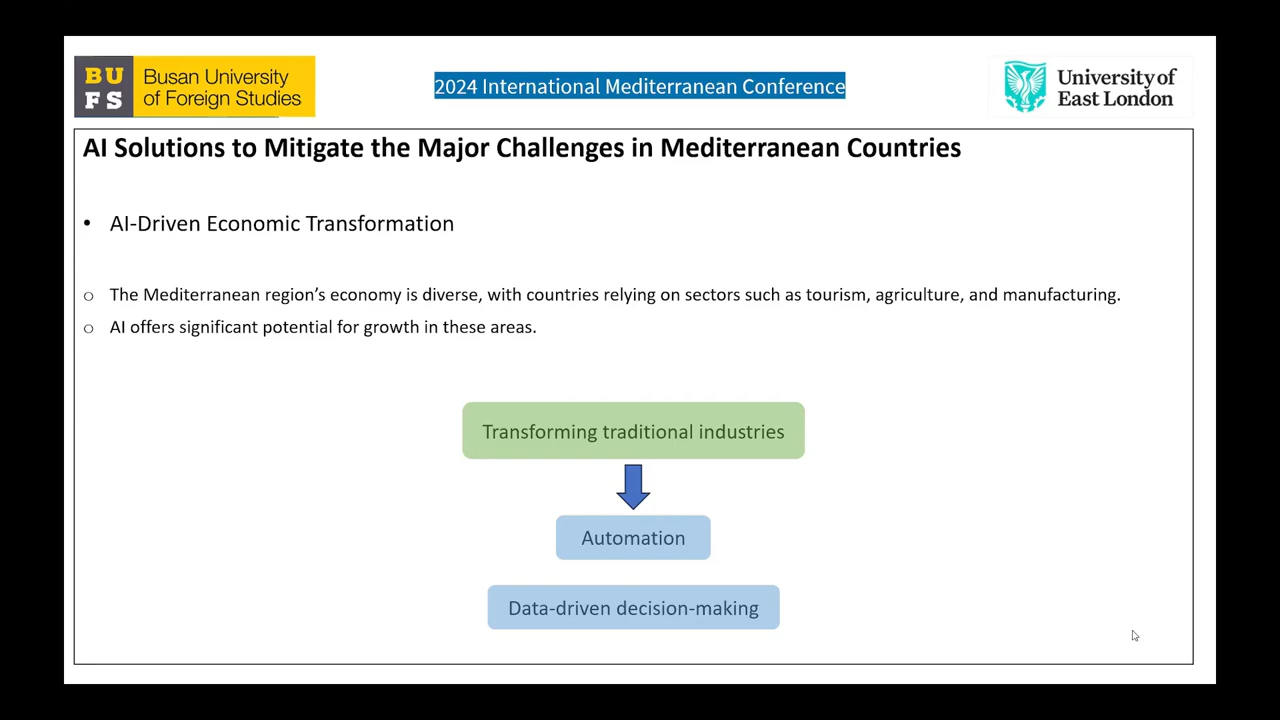 BU
FS
Busan University
of Foreign Studies
2024 International Mediterranean Conference
University of
East London
AI Solutions to Mitigate the Major Challenges in Mediterranean Countries
• AI-Driven Economic Transformation
o The Mediterranean region’s economy is diverse, with countries relying on sectors such as tourism, agriculture, and manufacturing.
o AI offers significant potential for growth in these areas.
Transforming traditional industries
Automation
Data-driven decision-making